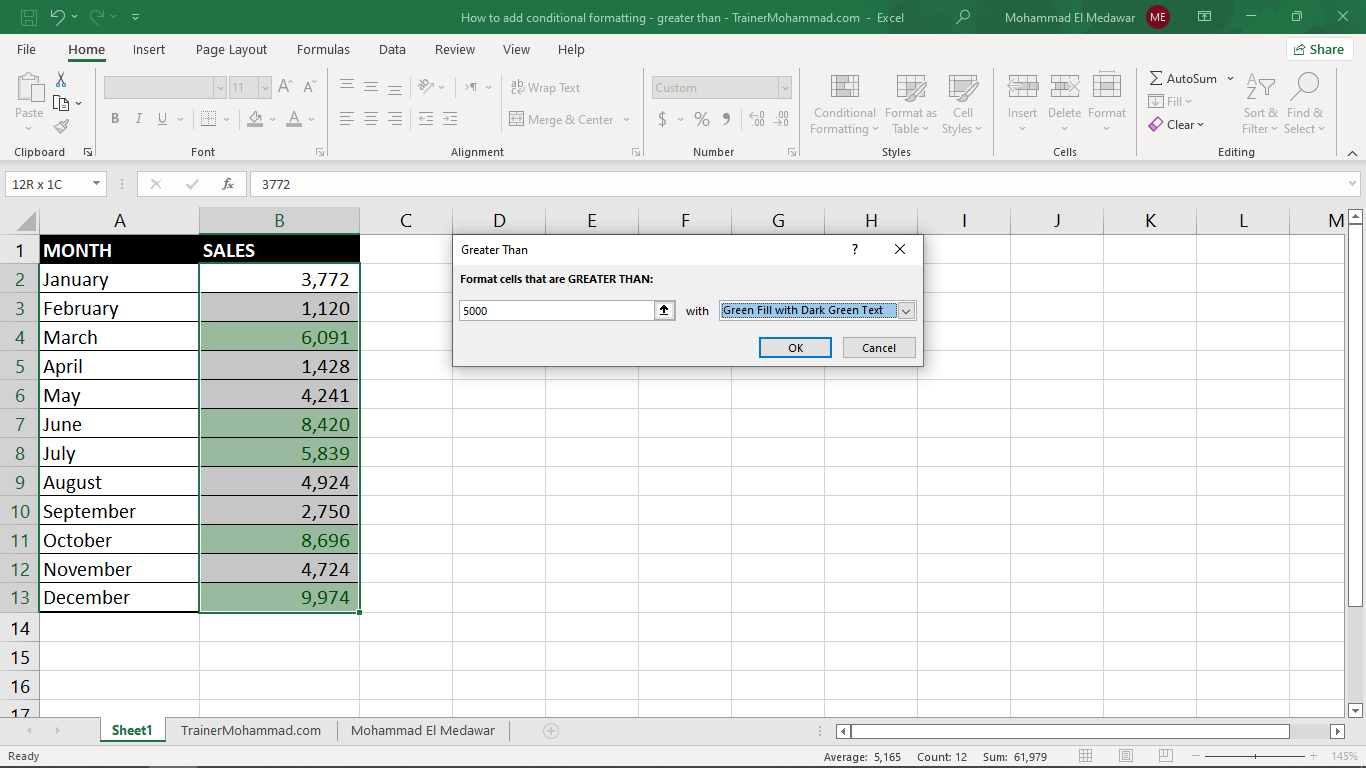 How to add conditional formatting - greater than - TrainerMohammad.com - Excel
Mohammad El Medawar ME
File Home Insert Page Layout Formulas Data Review View Help Share
Paste
11
B I U
Wrap Text
Merge & Center
Custom
$ % 9
Conditional Formatting
Format as Table
Cell Styles
Insert Delete Format
AutoSum
Fill
Clear
Sort & Filter
Find & Select
Clipboard Font Alignment Number Styles Cells Editing
12R x 1C fx 3772
A B C D E F G H I J K L M
1 MONTH SALES
2 January 3,772
3 February 1,120
4 March 6,091
5 April 1,428
6 May 4,241
7 June 8,420
8 July 5,839
9 August 4,924
10 September 2,750
11 October 8,696
12 November 4,724
13 December 9,974
14
15
16
17
Greater Than ?
Format cells that are GREATER THAN:
5000 with Green Fill with Dark Green Text
OK Cancel
Sheet1 TrainerMohammad.com Mohammad El Medawar
Ready Average: 5,165 Count: 12 Sum: 61,979 145%